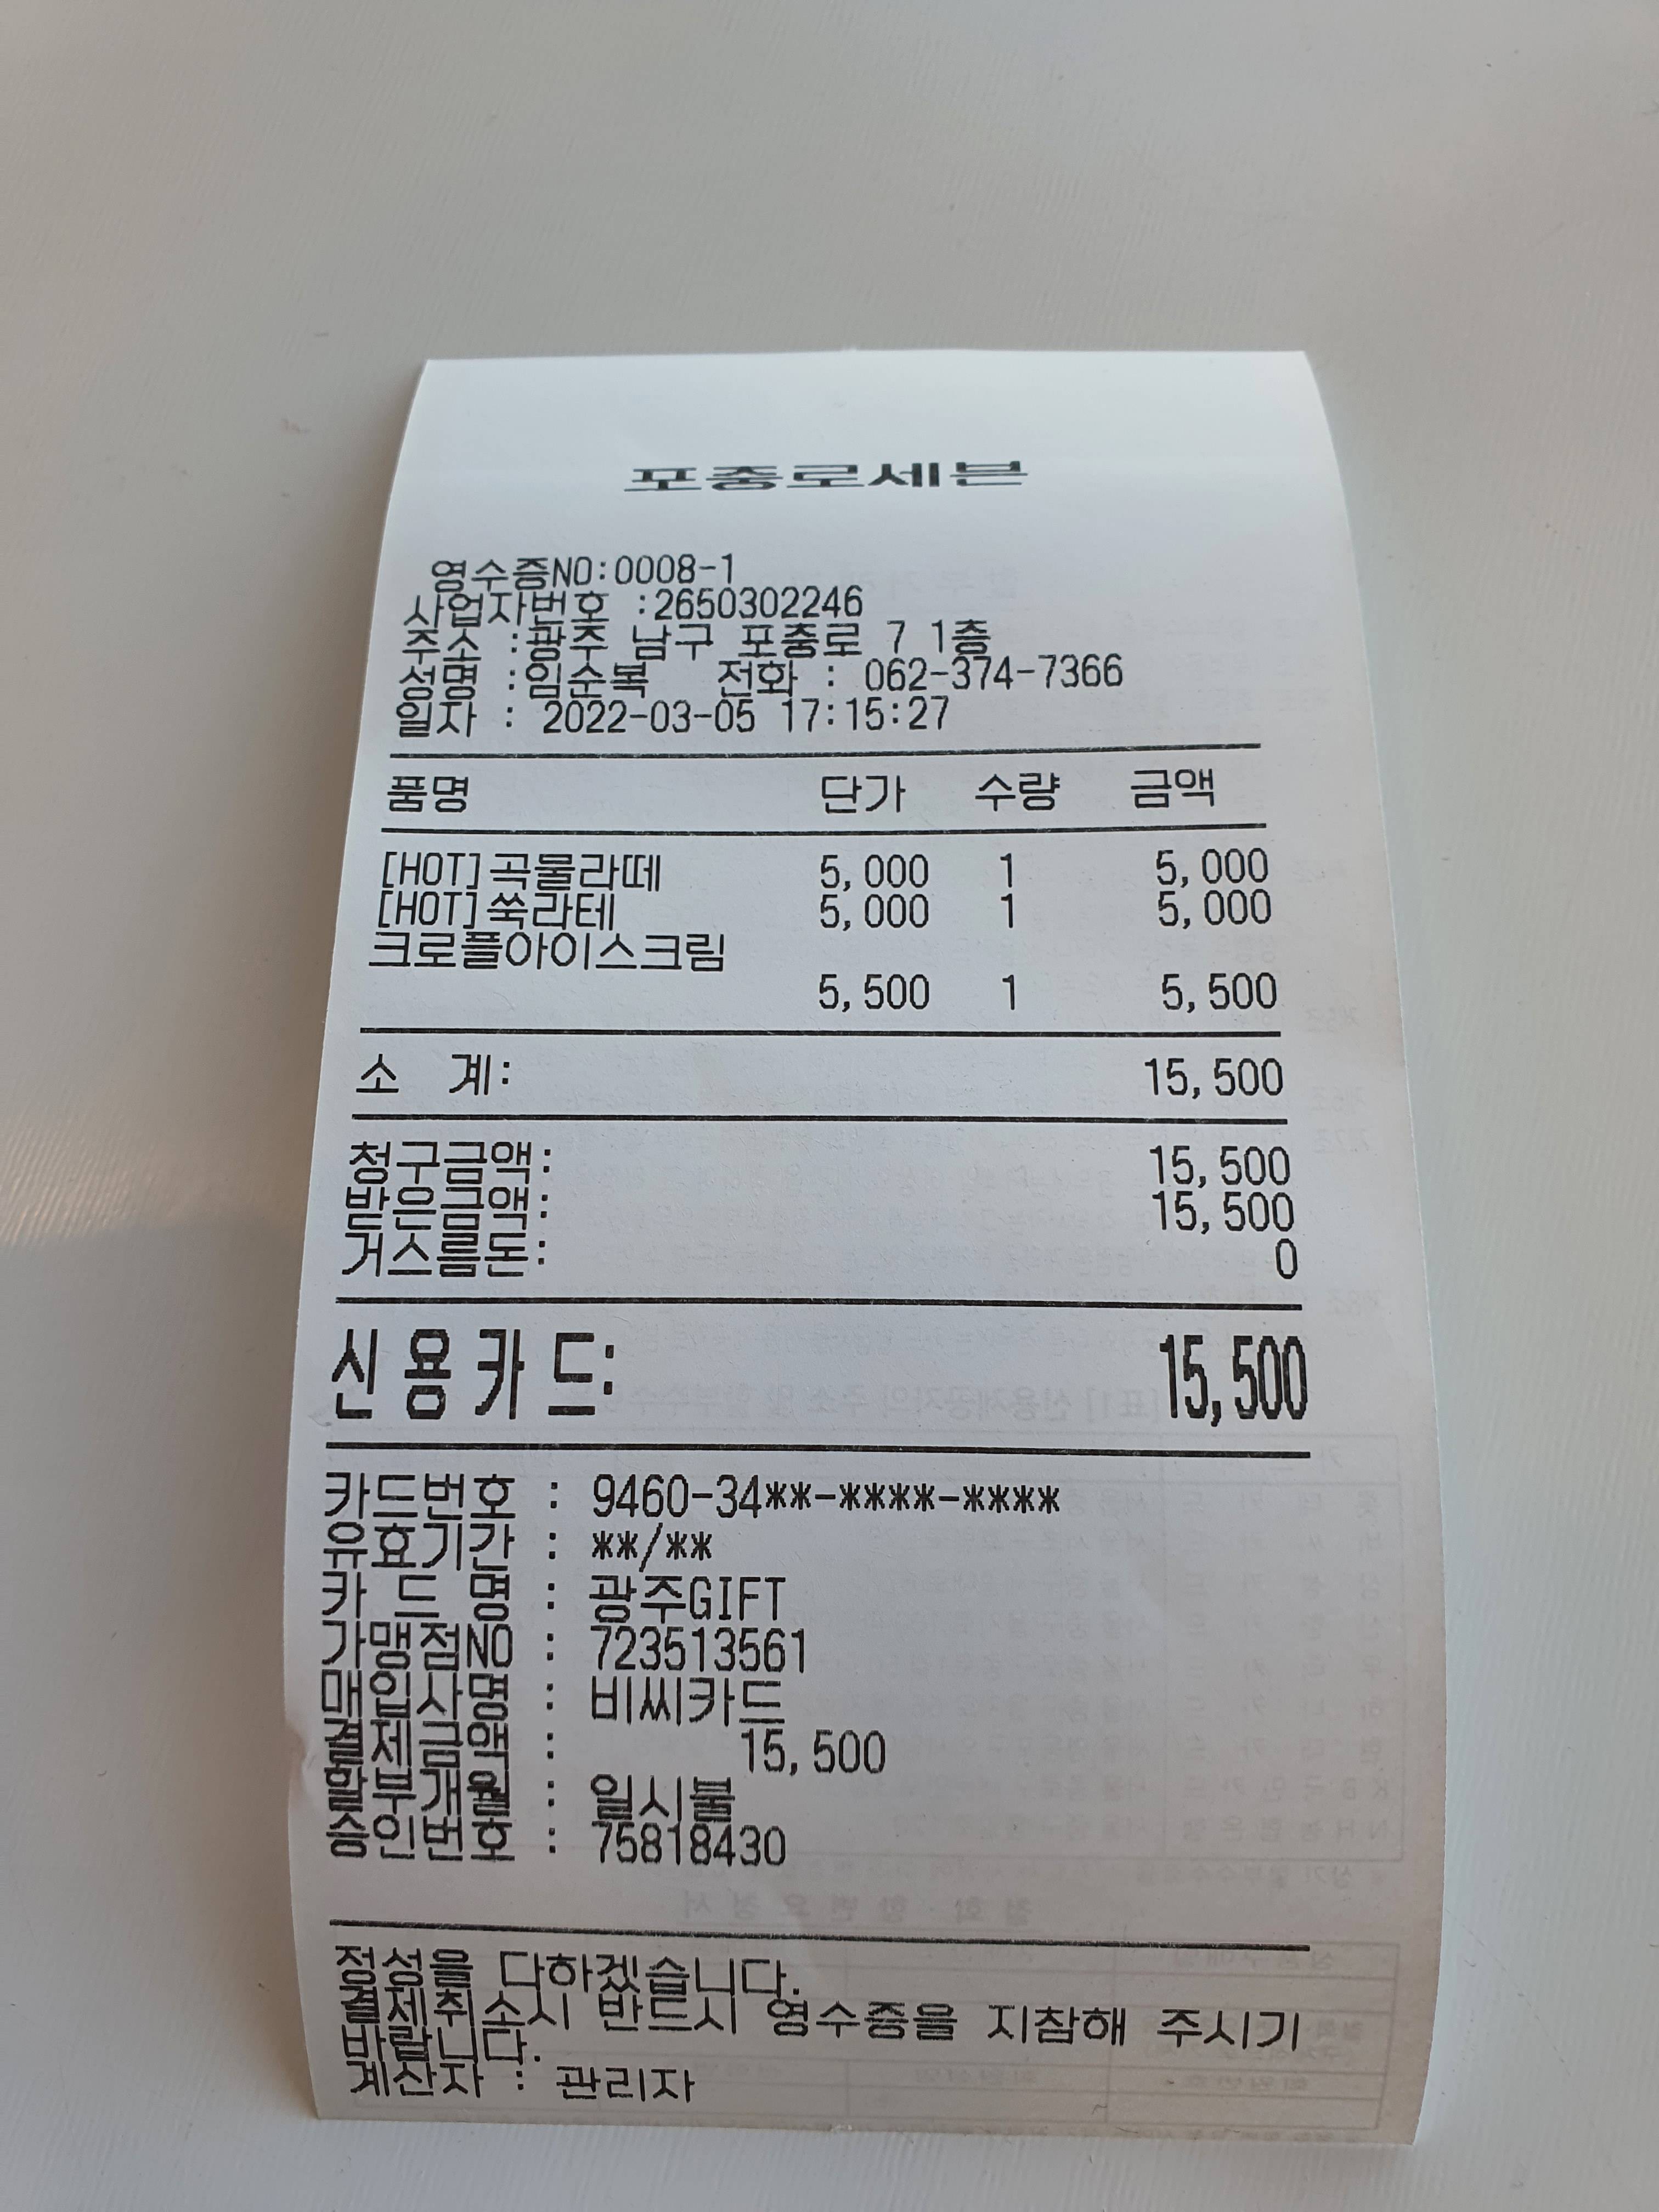 포충로세븐
영수증NO:0008-1
사업자번호 :2650302246
주소 :광주 남구 포충로 7 1층
성명 :임순복 전화 : 062-374-7366
일자 : 2022-03-05 17:15:27
품명 단가 수량 금액
[HOT]곡물라떼 5,000 1 5,000
[HOT]쑥라테 5,000 1 5,000
크로플아이스크림
5,500 1 5,500
소 계: 15,500
청구금액: 15,500
받은금액: 15,500
거스름돈: 0
신용카드: 15,500
카드번호 : 9460-34**-****-****
유효기간 : **/**
카 드 명 : 광주GIFT
가맹점NO : 723513561
매입사명 : 비씨카드
결제금액 : 15,500
할부개월 : 일시불
승인번호 : 75818430
정성을 다하겠습니다.
결제취소시 반드시 영수증을 지참해 주시기
바랍니다.
계산자 : 관리자